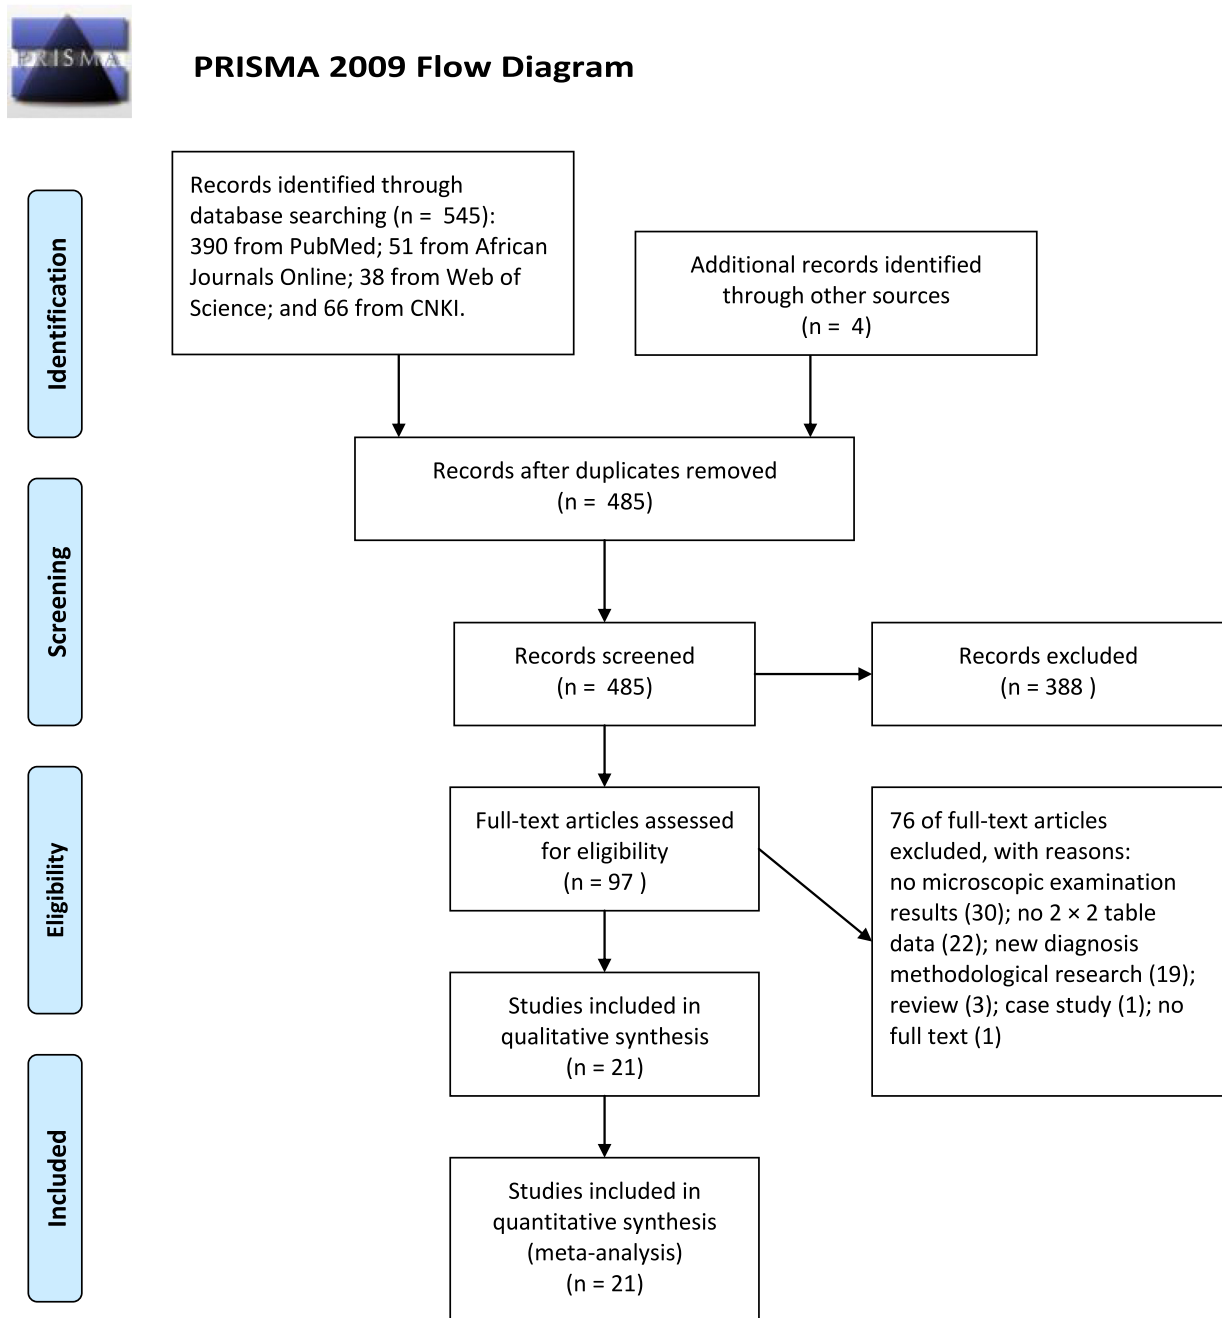 PRISMA
PRISMA 2009 Flow Diagram
Identification
Records identified through
database searching (n = 545):
390 from PubMed; 51 from African
Journals Online; 38 from Web of
Science; and 66 from CNKI.
Additional records identified
through other sources
(n = 4)
Screening
Records after duplicates removed
(n = 485)
Records screened
(n = 485)
Records excluded
(n = 388 )
Eligibility
Full-text articles assessed
for eligibility
(n = 97 )
76 of full-text articles
excluded, with reasons:
no microscopic examination
results (30); no 2 × 2 table
data (22); new diagnosis
methodological research (19);
review (3); case study (1); no
full text (1)
Studies included in
qualitative synthesis
(n = 21)
Included
Studies included in
quantitative synthesis
(meta-analysis)
(n = 21)